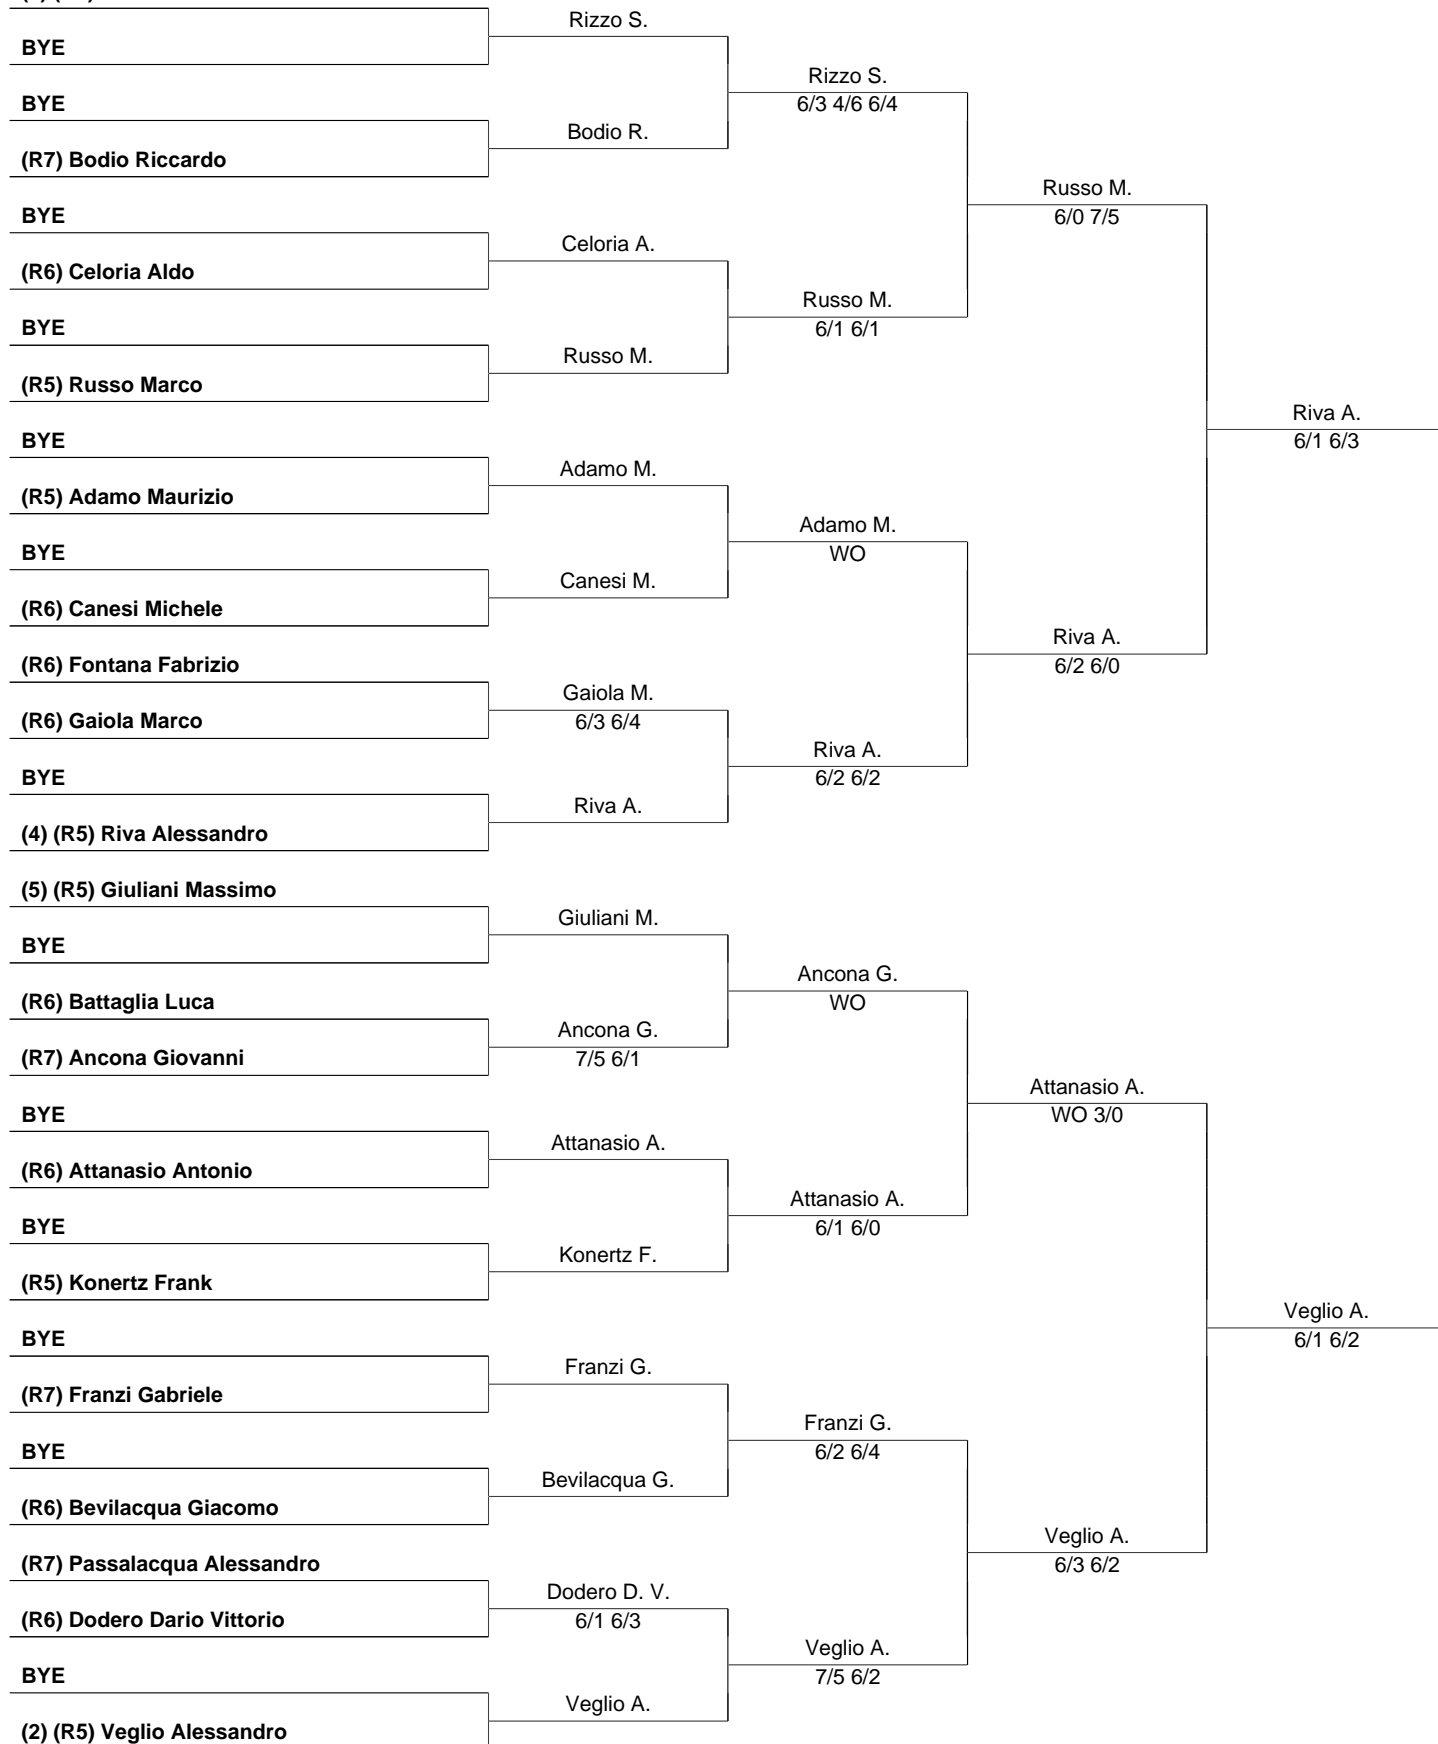 Rizzo S.
BYE
Rizzo S.
BYE
6/3 4/6 6/4
Bodio R.
(R7) Bodio Riccardo
Russo M.
BYE
6/0 7/5
Celoria A.
(R6) Celoria Aldo
Russo M.
BYE
6/1 6/1
Russo M.
(R5) Russo Marco
Riva A.
BYE
6/1 6/3
Adamo M.
(R5) Adamo Maurizio
Adamo M.
BYE
WO
Canesi M.
(R6) Canesi Michele
Riva A.
(R6) Fontana Fabrizio
6/2 6/0
Gaiola M.
(R6) Gaiola Marco
6/3 6/4
Riva A.
BYE
6/2 6/2
Riva A.
(4) (R5) Riva Alessandro
(5) (R5) Giuliani Massimo
Giuliani M.
BYE
Ancona G.
(R6) Battaglia Luca
WO
Ancona G.
(R7) Ancona Giovanni
7/5 6/1
Attanasio A.
BYE
WO 3/0
Attanasio A.
(R6) Attanasio Antonio
Attanasio A.
BYE
6/1 6/0
Konertz F.
(R5) Konertz Frank
Veglio A.
BYE
6/1 6/2
Franzi G.
(R7) Franzi Gabriele
Franzi G.
BYE
6/2 6/4
Bevilacqua G.
(R6) Bevilacqua Giacomo
Veglio A.
(R7) Passalacqua Alessandro
6/3 6/2
Dodero D. V.
(R6) Dodero Dario Vittorio
6/1 6/3
Veglio A.
BYE
7/5 6/2
Veglio A.
(2) (R5) Veglio Alessandro